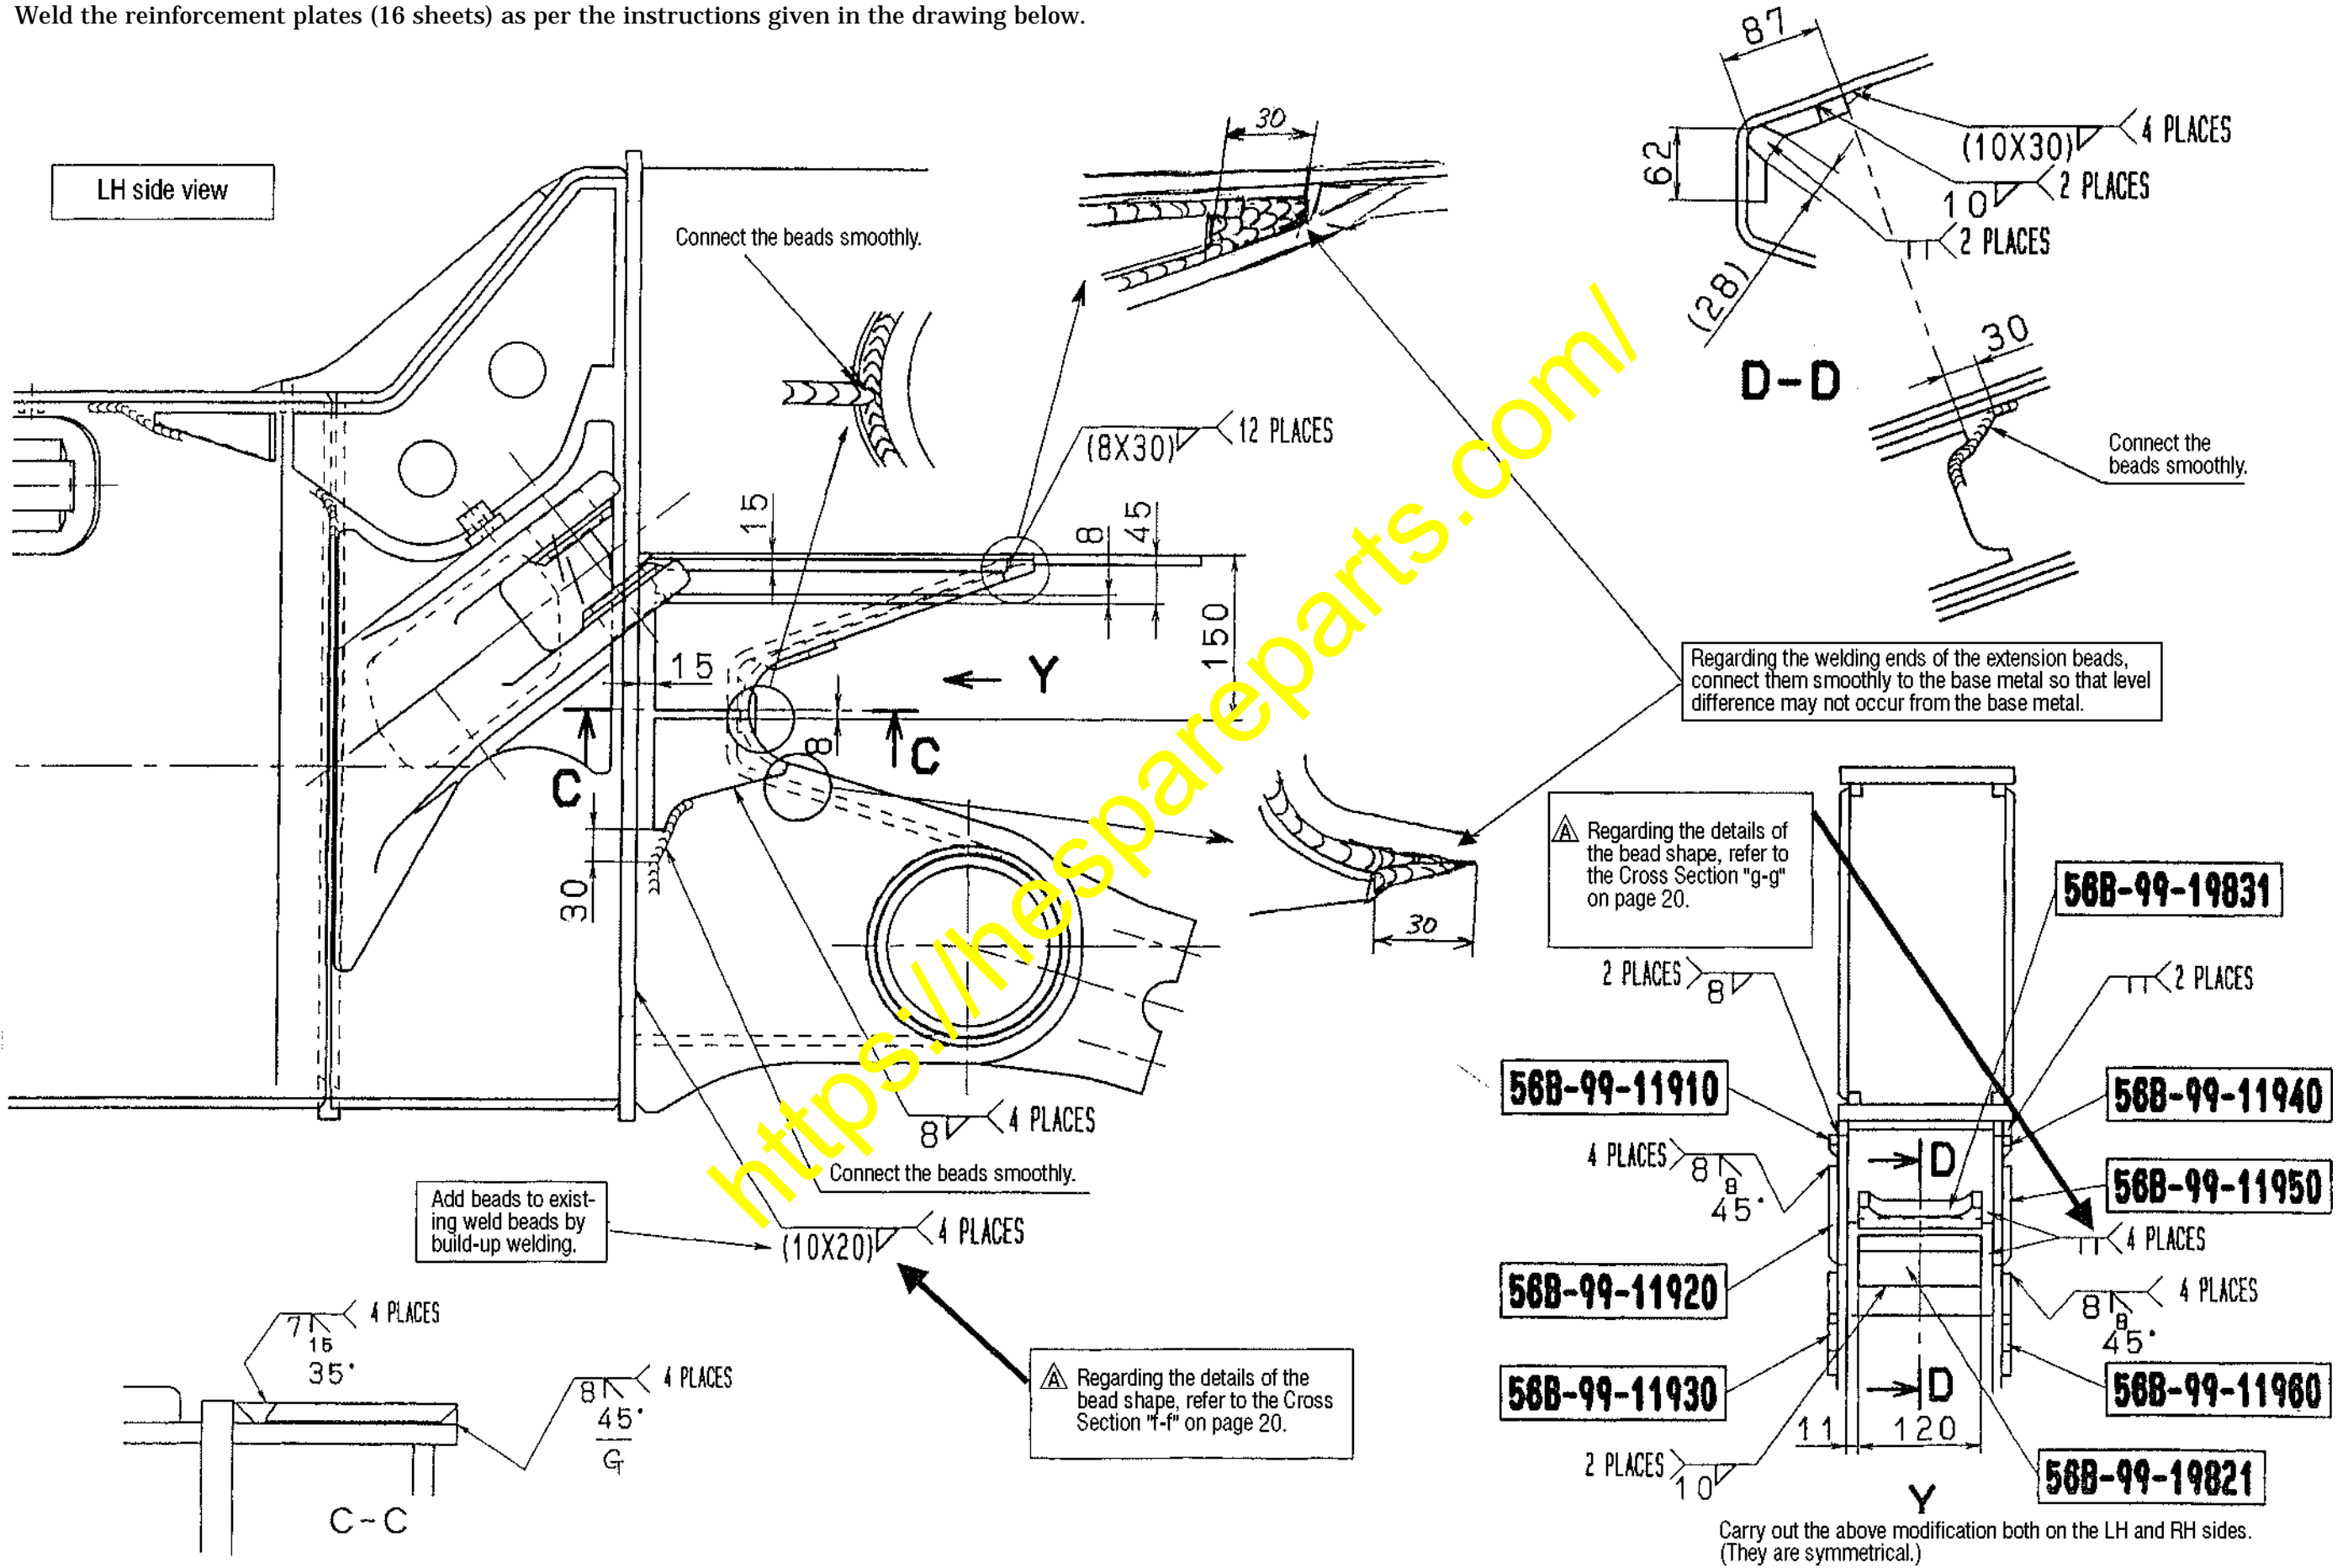 Weld the reinforcement plates (16 sheets) as per the instructions given in the drawing below.
LH side view
Connect the beads smoothly.
30
(8X30) 12 PLACES
15
8
45
150
15
Y
8
C
C
30
8 4 PLACES
Connect the beads smoothly.
(10X20) 4 PLACES
Add beads to exist-
ing weld beads by
build-up welding.
87
62
(10X30) 4 PLACES
10 2 PLACES
2 PLACES
(28)
D-D
30
Connect the
beads smoothly.
Regarding the welding ends of the extension beads,
connect them smoothly to the base metal so that level
difference may not occur from the base metal.
30
A Regarding the details of
the bead shape, refer to
the Cross Section "g-g"
on page 20.
56B-99-19831
2 PLACES 8
2 PLACES
56B-99-11910
56B-99-11940
4 PLACES 8
8
45°
D
56B-99-11950
4 PLACES
56B-99-11920
8 4 PLACES
8
45°
56B-99-11930
D
56B-99-11960
11 120
2 PLACES 10
56B-99-19821
Y
Carry out the above modification both on the LH and RH sides.
(They are symmetrical.)
7 4 PLACES
15
35°
8 4 PLACES
45°
G
C-C
A Regarding the details of the
bead shape, refer to the Cross
Section "f-f" on page 20.
https://hespareparts.com/